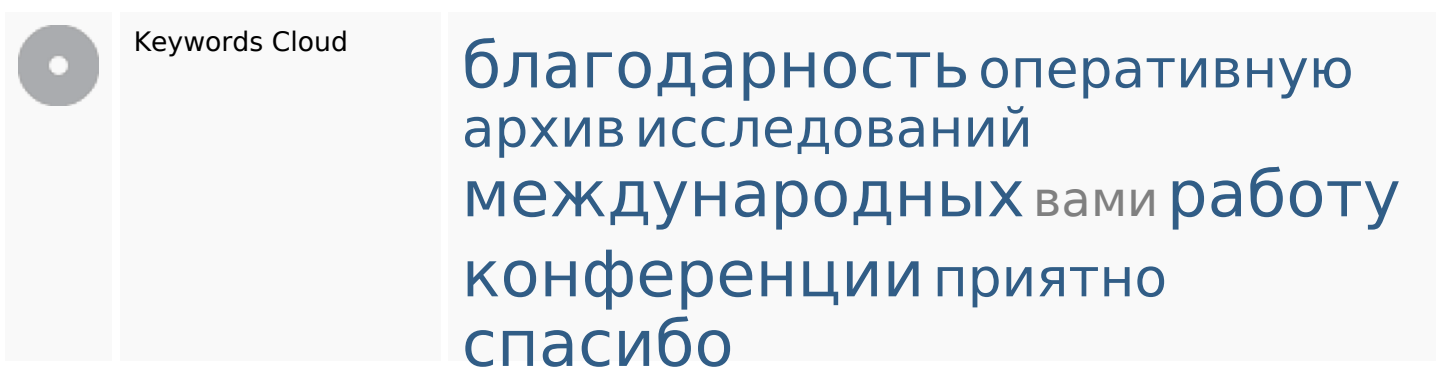 Keywords Cloud
благодарность оперативную
архив исследований
международных вами работу
конференции приятно
спасибо